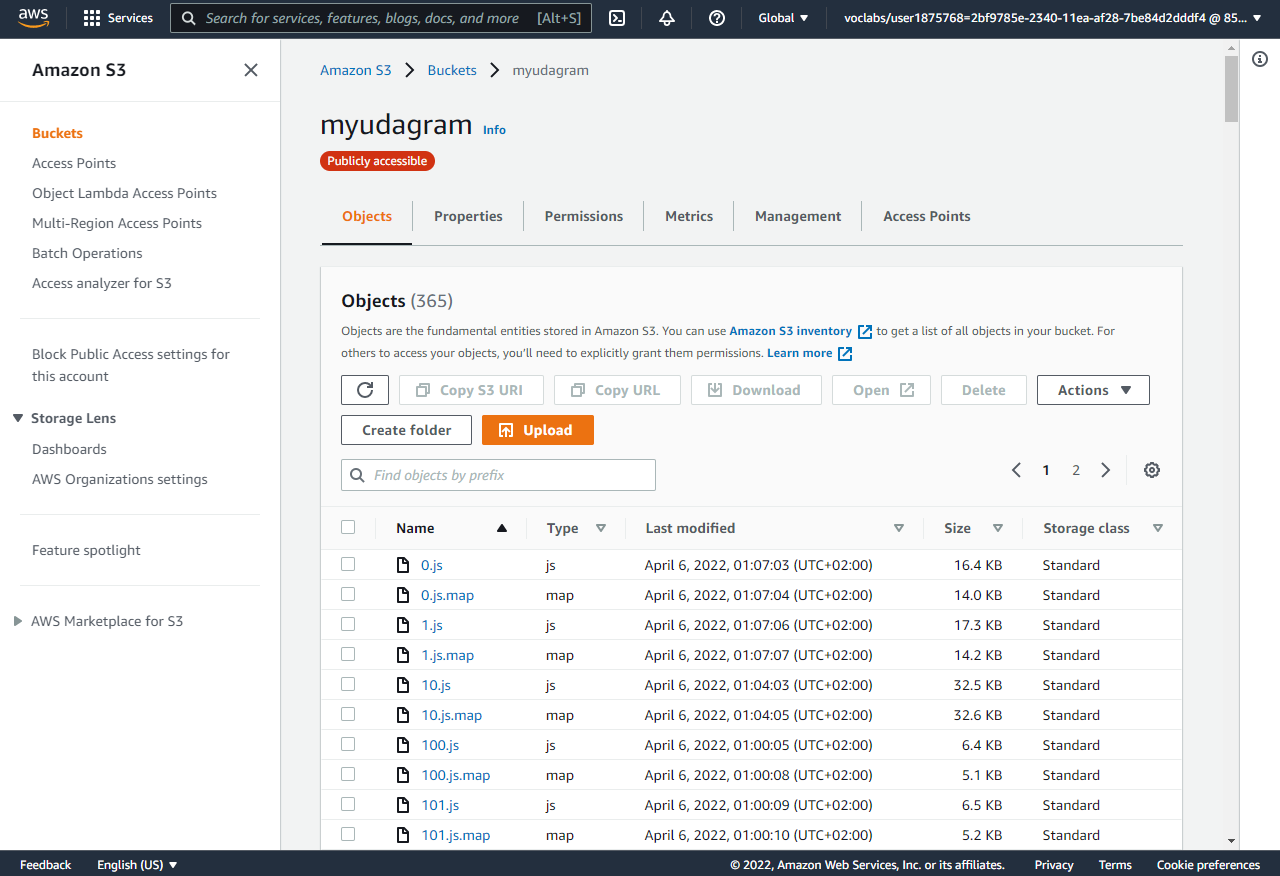 aws Services Search for services, features, blogs, docs, and more [Alt+S] Global voclabs/user1875768=2bf9785e-2340-11ea-af28-7be84d2dddf4 @ 85...
Amazon S3
Buckets
Access Points
Object Lambda Access Points
Multi-Region Access Points
Batch Operations
Access analyzer for S3
Block Public Access settings for
this account
Storage Lens
Dashboards
AWS Organizations settings
Feature spotlight
AWS Marketplace for S3
Amazon S3 Buckets myudagram
myudagram Info
Publicly accessible
Objects Properties Permissions Metrics Management Access Points
Objects (365)
Objects are the fundamental entities stored in Amazon S3. You can use Amazon S3 inventory to get a list of all objects in your bucket. For
others to access your objects, you'll need to explicitly grant them permissions. Learn more
Copy S3 URI Copy URL Download Open Delete Actions
Create folder Upload
Find objects by prefix 1 2
Name Type Last modified Size Storage class
0.js js April 6, 2022, 01:07:03 (UTC+02:00) 16.4 KB Standard
0.js.map map April 6, 2022, 01:07:04 (UTC+02:00) 14.0 KB Standard
1.js js April 6, 2022, 01:07:06 (UTC+02:00) 17.3 KB Standard
1.js.map map April 6, 2022, 01:07:07 (UTC+02:00) 14.2 KB Standard
10.js js April 6, 2022, 01:04:03 (UTC+02:00) 32.5 KB Standard
10.js.map map April 6, 2022, 01:04:05 (UTC+02:00) 32.6 KB Standard
100.js js April 6, 2022, 01:00:05 (UTC+02:00) 6.4 KB Standard
100.js.map map April 6, 2022, 01:00:08 (UTC+02:00) 5.1 KB Standard
101.js js April 6, 2022, 01:00:09 (UTC+02:00) 6.5 KB Standard
101.js.map map April 6, 2022, 01:00:10 (UTC+02:00) 5.2 KB Standard
Feedback English (US) © 2022, Amazon Web Services, Inc. or its affiliates. Privacy Terms Cookie preferences